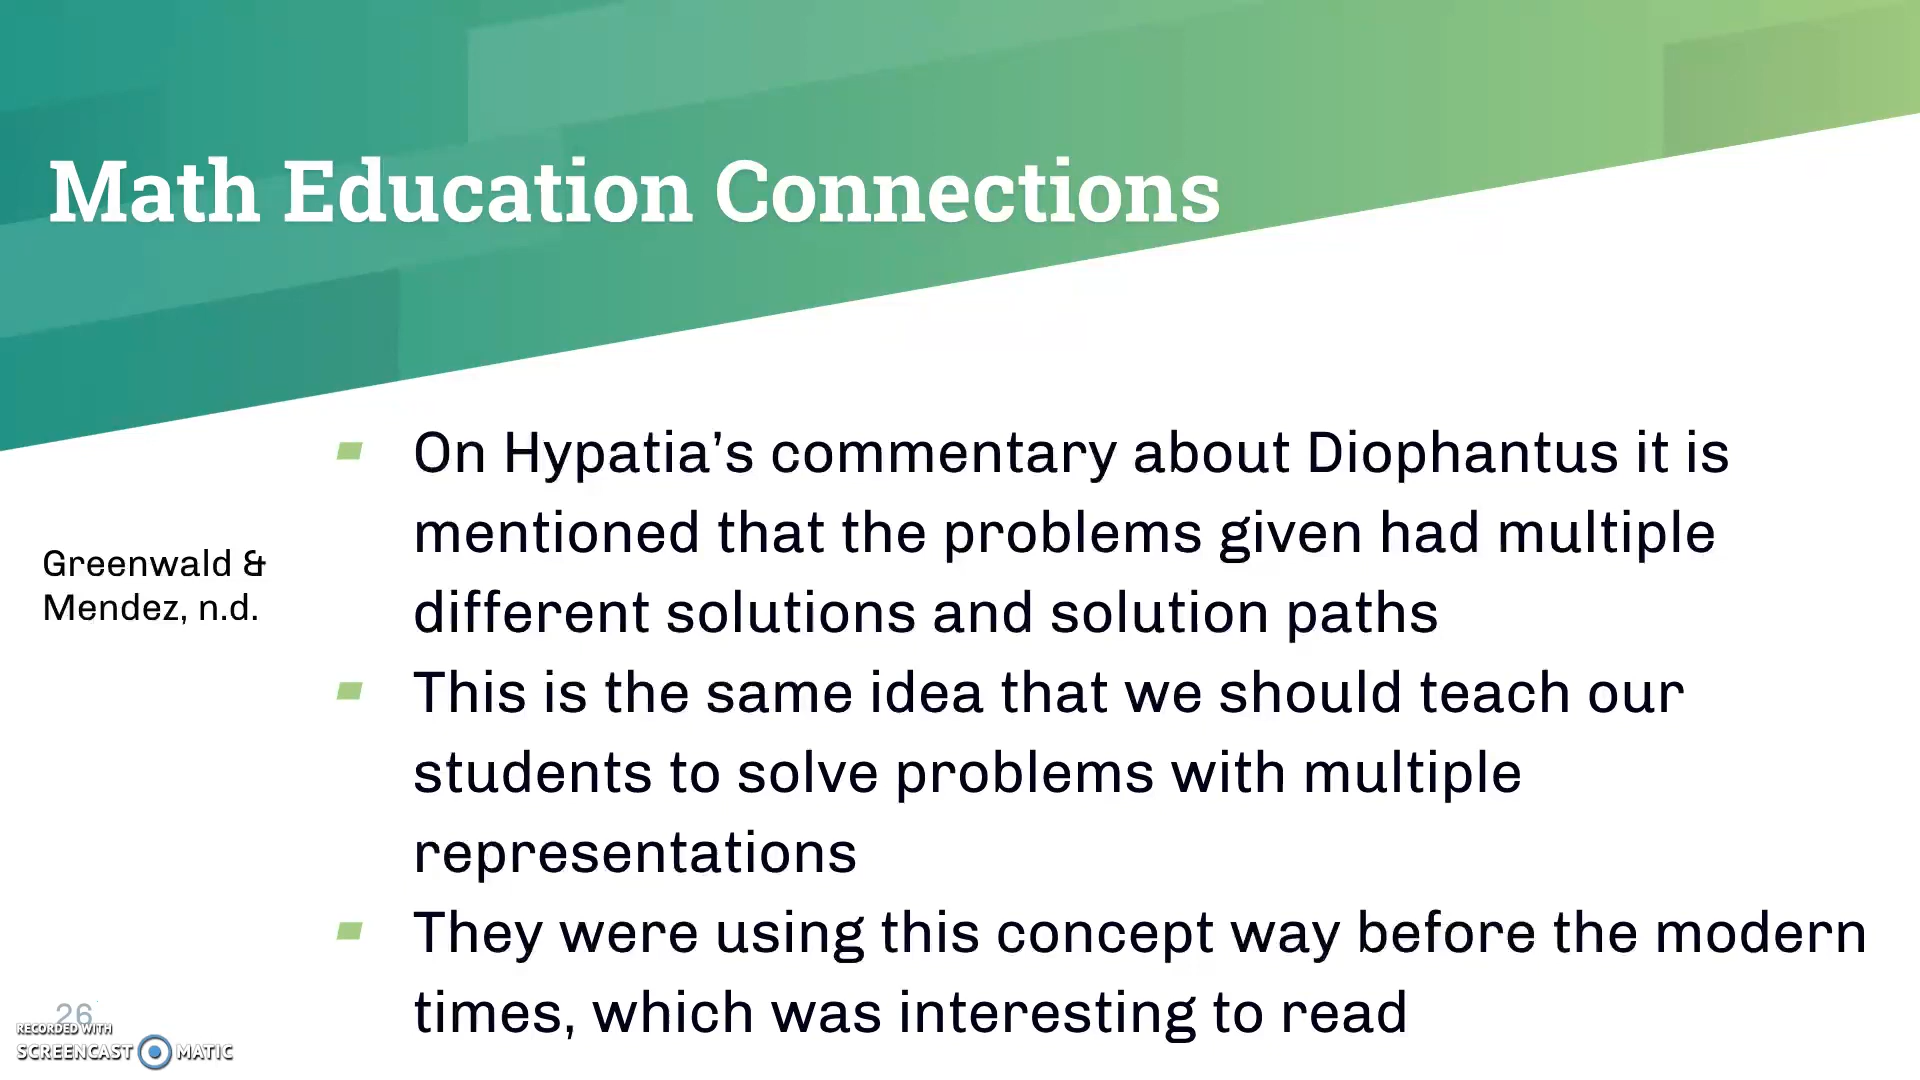 Math Education Connections
Greenwald &
Mendez, n.d.
On Hypatia’s commentary about Diophantus it is
mentioned that the problems given had multiple
different solutions and solution paths
This is the same idea that we should teach our
students to solve problems with multiple
representations
They were using this concept way before the modern
times, which was interesting to read
26
RECORDED WITH
SCREENCAST MATIC